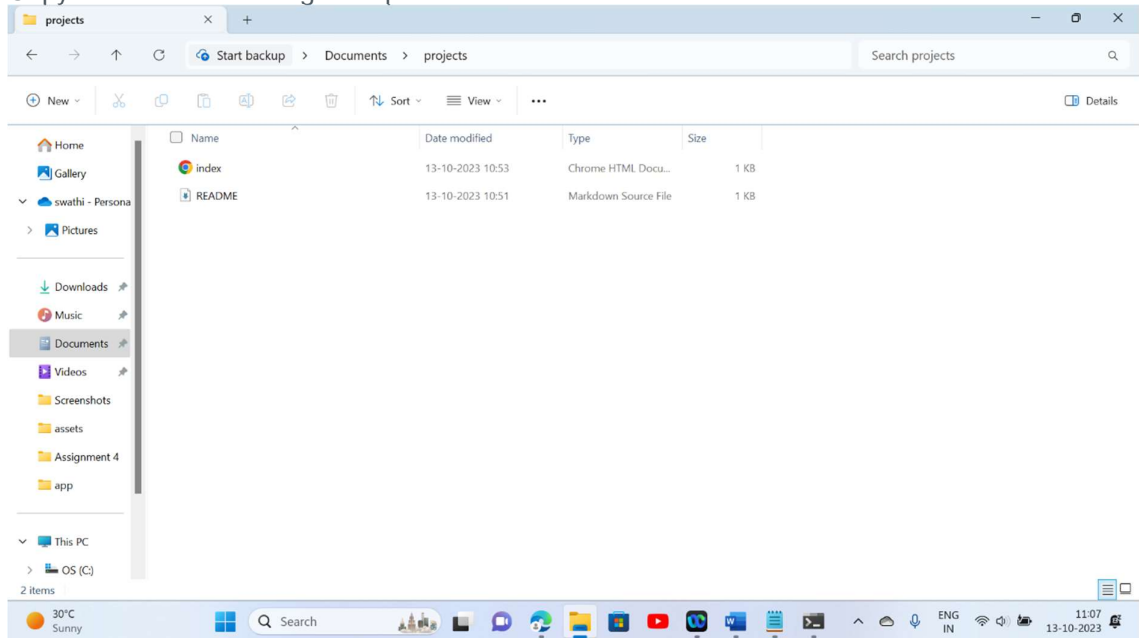 projects
Start backup > Documents > projects
Search projects
New
Sort
View
Details
Name Date modified Type Size
index 13-10-2023 10:53 Chrome HTML Docu... 1 KB
README 13-10-2023 10:51 Markdown Source File 1 KB
Home
Gallery
swathi - Persona
Pictures
Downloads
Music
Documents
Videos
Screenshots
assets
Assignment 4
app
This PC
OS (C:)
2 items
30°C
Sunny
Search
ENG
IN
11:07
13-10-2023